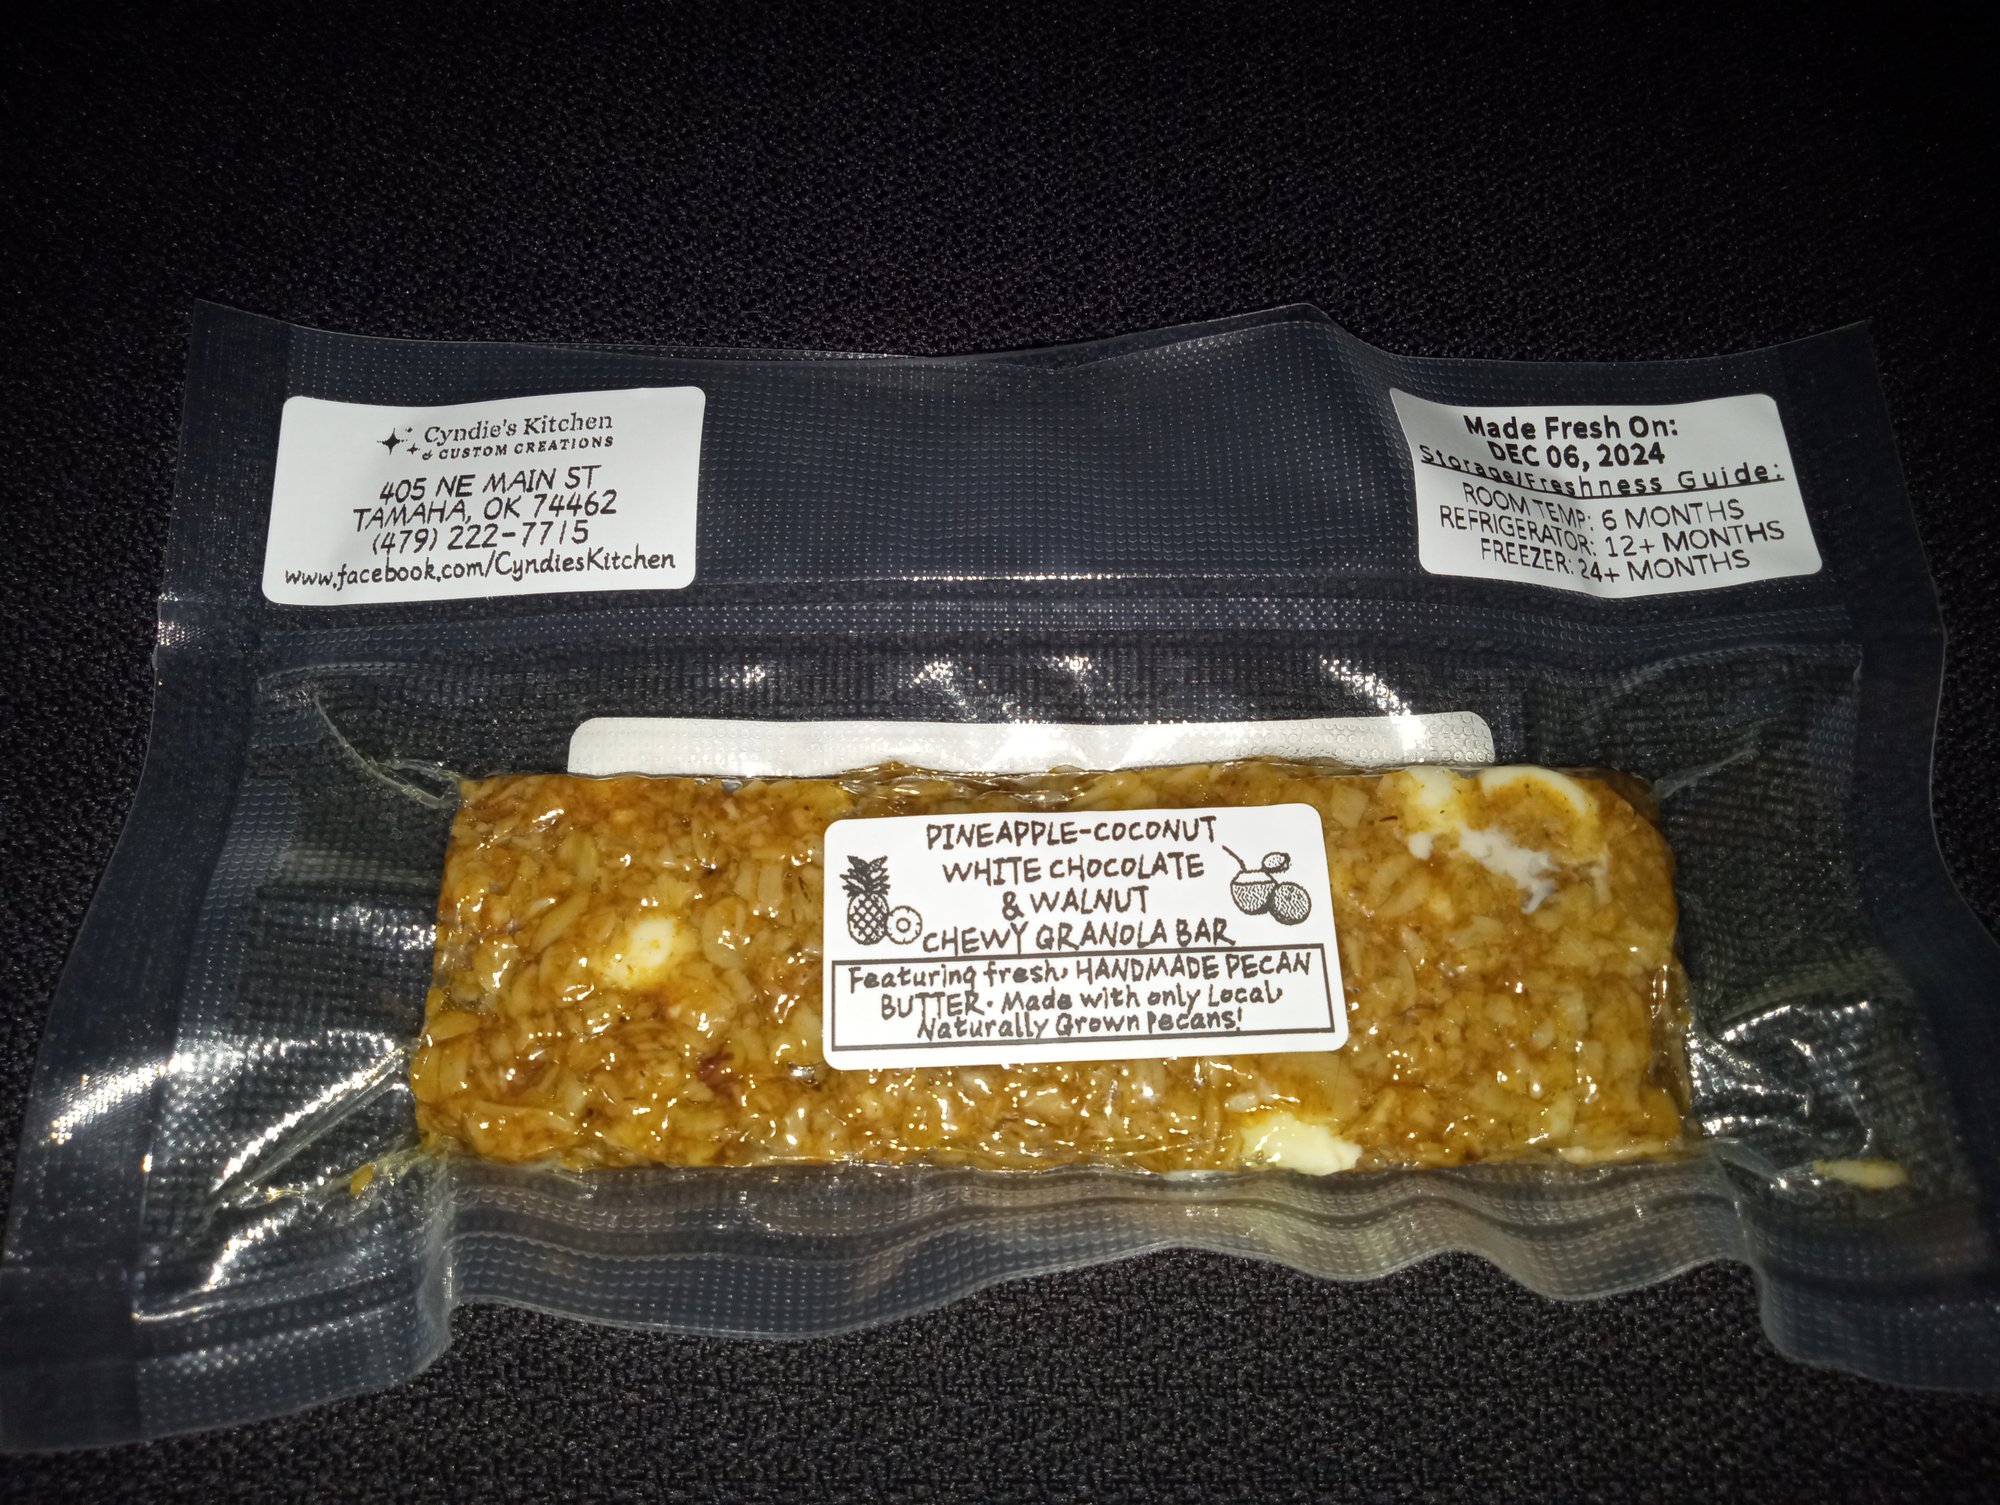 Cyndie's Kitchen
& CUSTOM CREATIONS
405 NE MAIN ST
TAMAHA, OK 74462
(479) 222-7715
www.facebook.com/CyndiesKitchen
Made Fresh On:
DEC 06, 2024
Storage/Freshness Guide:
ROOM TEMP: 6 MONTHS
REFRIGERATOR: 12+ MONTHS
FREEZER: 24+ MONTHS
PINEAPPLE-COCONUT
WHITE CHOCOLATE
& WALNUT
CHEWY GRANOLA BAR
Featuring fresh, HANDMADE PECAN
BUTTER. Made with only Local,
Naturally Grown Pecans!